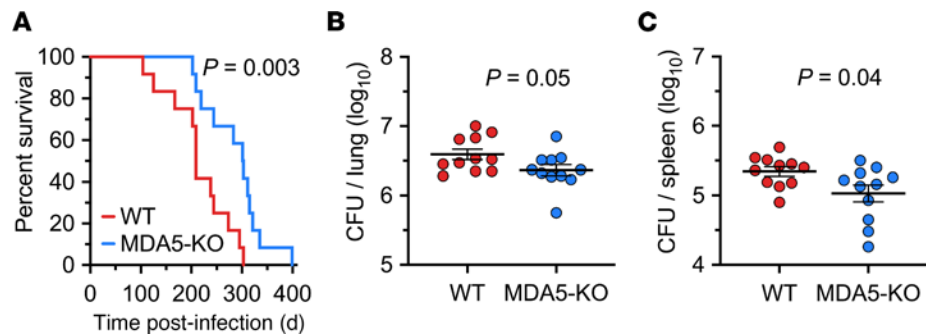 A
P = 0.003
Percent survival
100
80
60
40
20
0
WT
MDA5-KO
0 100 200 300 400
Time post-infection (d)
B
P = 0.05
CFU / lung (log10)
8
7
6
5
WT MDA5-KO
C
P = 0.04
CFU / spleen (log10)
7
6
5
4
WT MDA5-KO